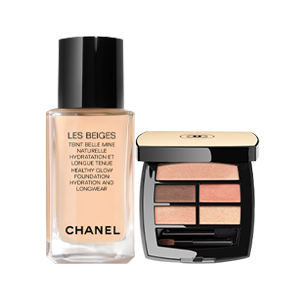 LES BEIGES
TEINT BELLE MINE
NATURELLE
HYDRATATION ET
LONGUE TENUE
HEALTHY GLOW
FOUNDATION
HYDRATION AND
LONGWEAR
CHANEL